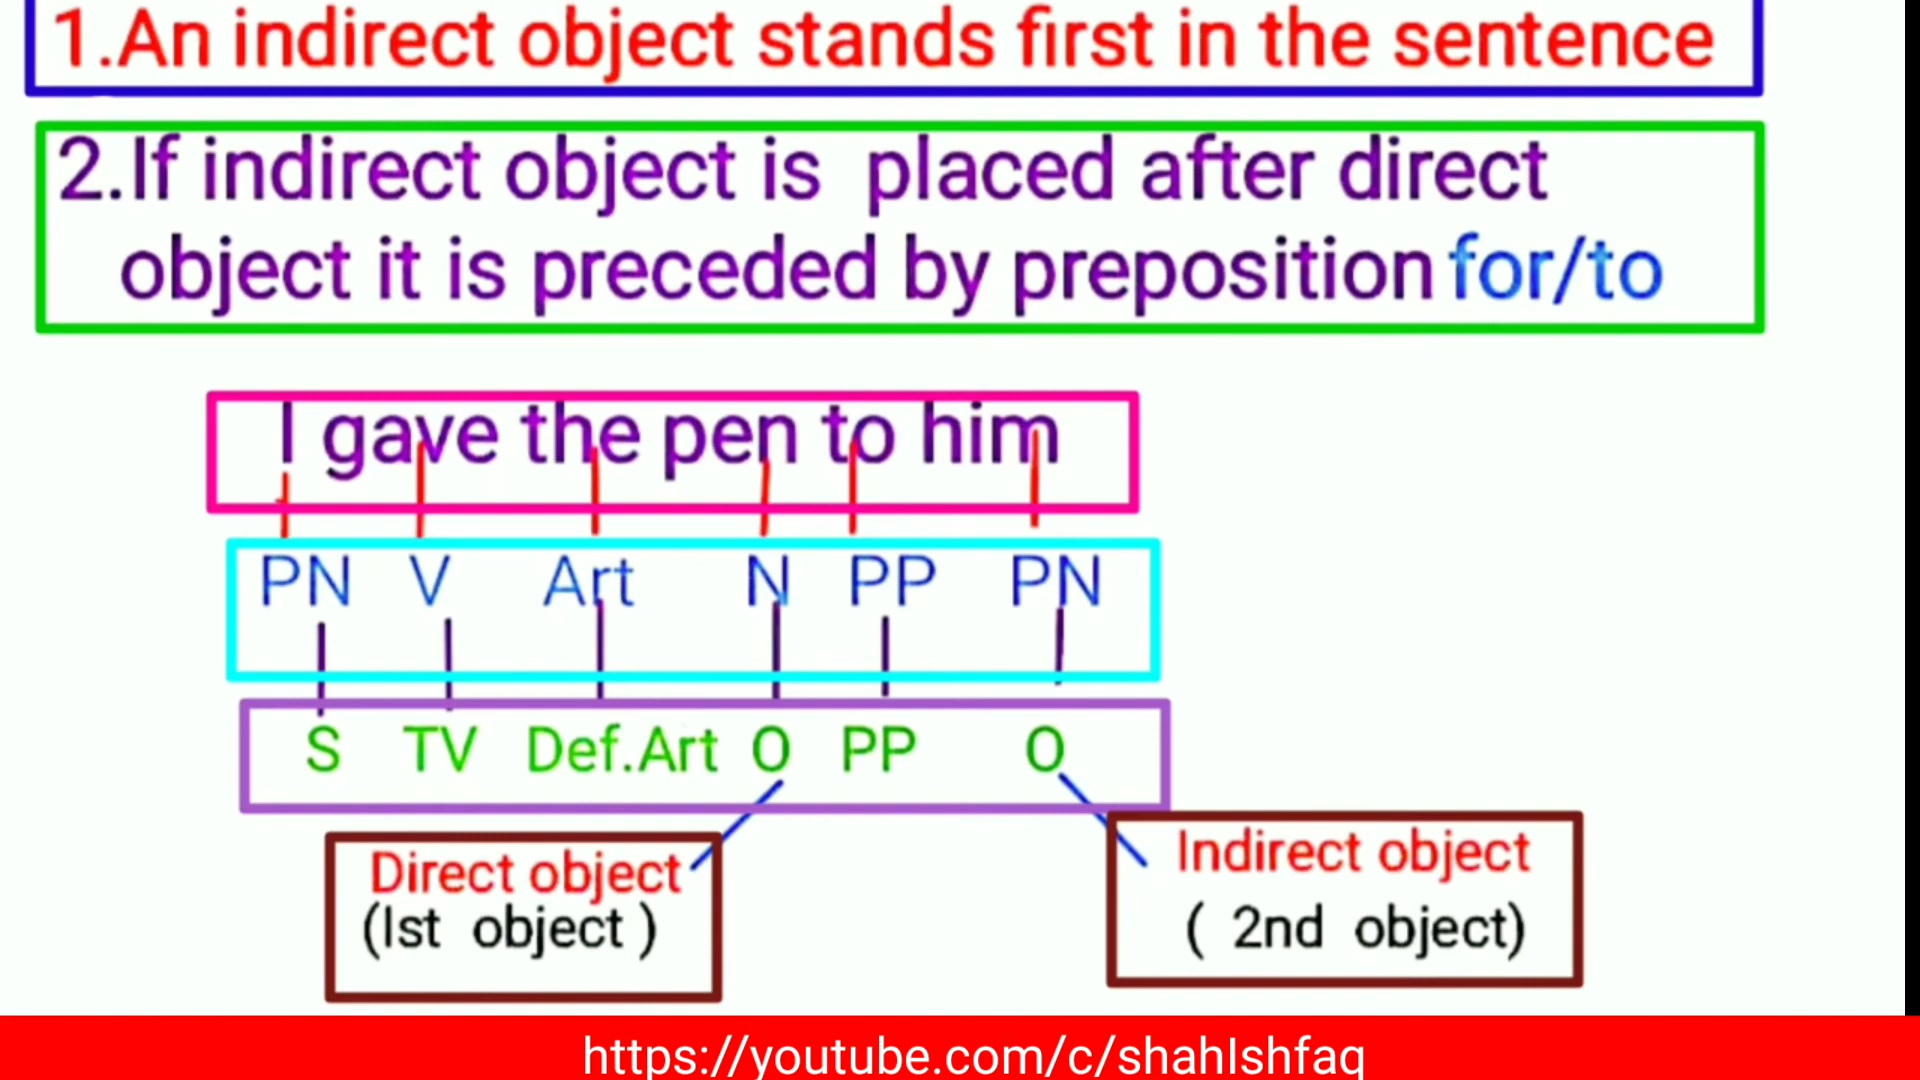 1.An indirect object stands first in the sentence
2.If indirect object is placed after direct
object it is preceded by preposition for/to
I gave the pen to him
PN V Art N PP PN
S TV Def.Art O PP O
Direct object
(Ist object )
Indirect object
( 2nd object)
https://youtube.com/c/shahIshfaq